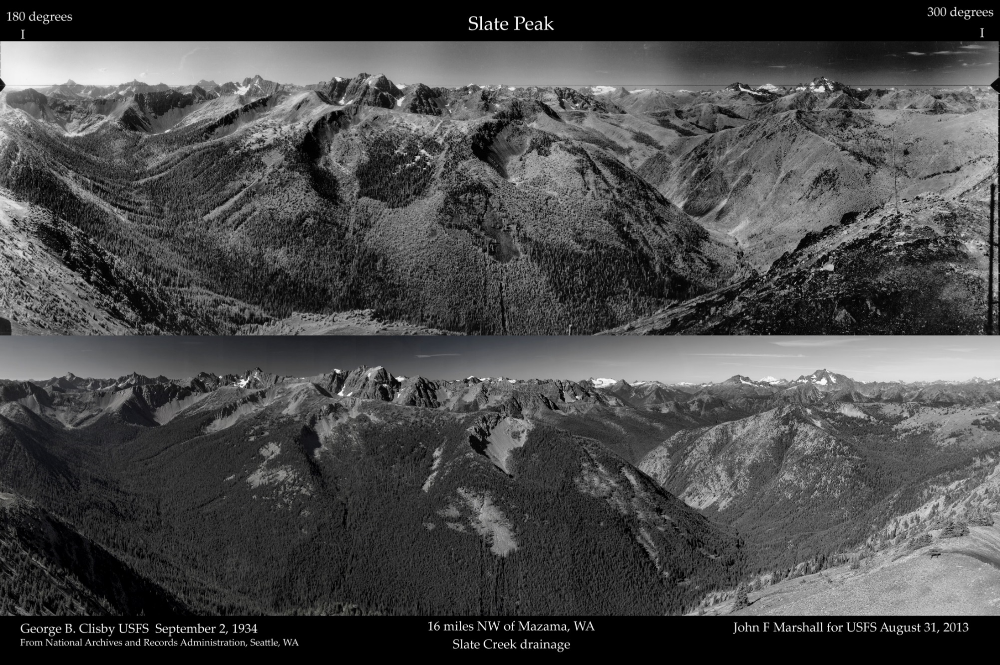 180 degrees
I
Slate Peak
300 degrees
I
George B. Clisby USFS  September 2, 1934
From National Archives and Records Administration, Seattle, WA
16 miles NW of Mazama, WA
Slate Creek drainage
John F Marshall for USFS August 31, 2013